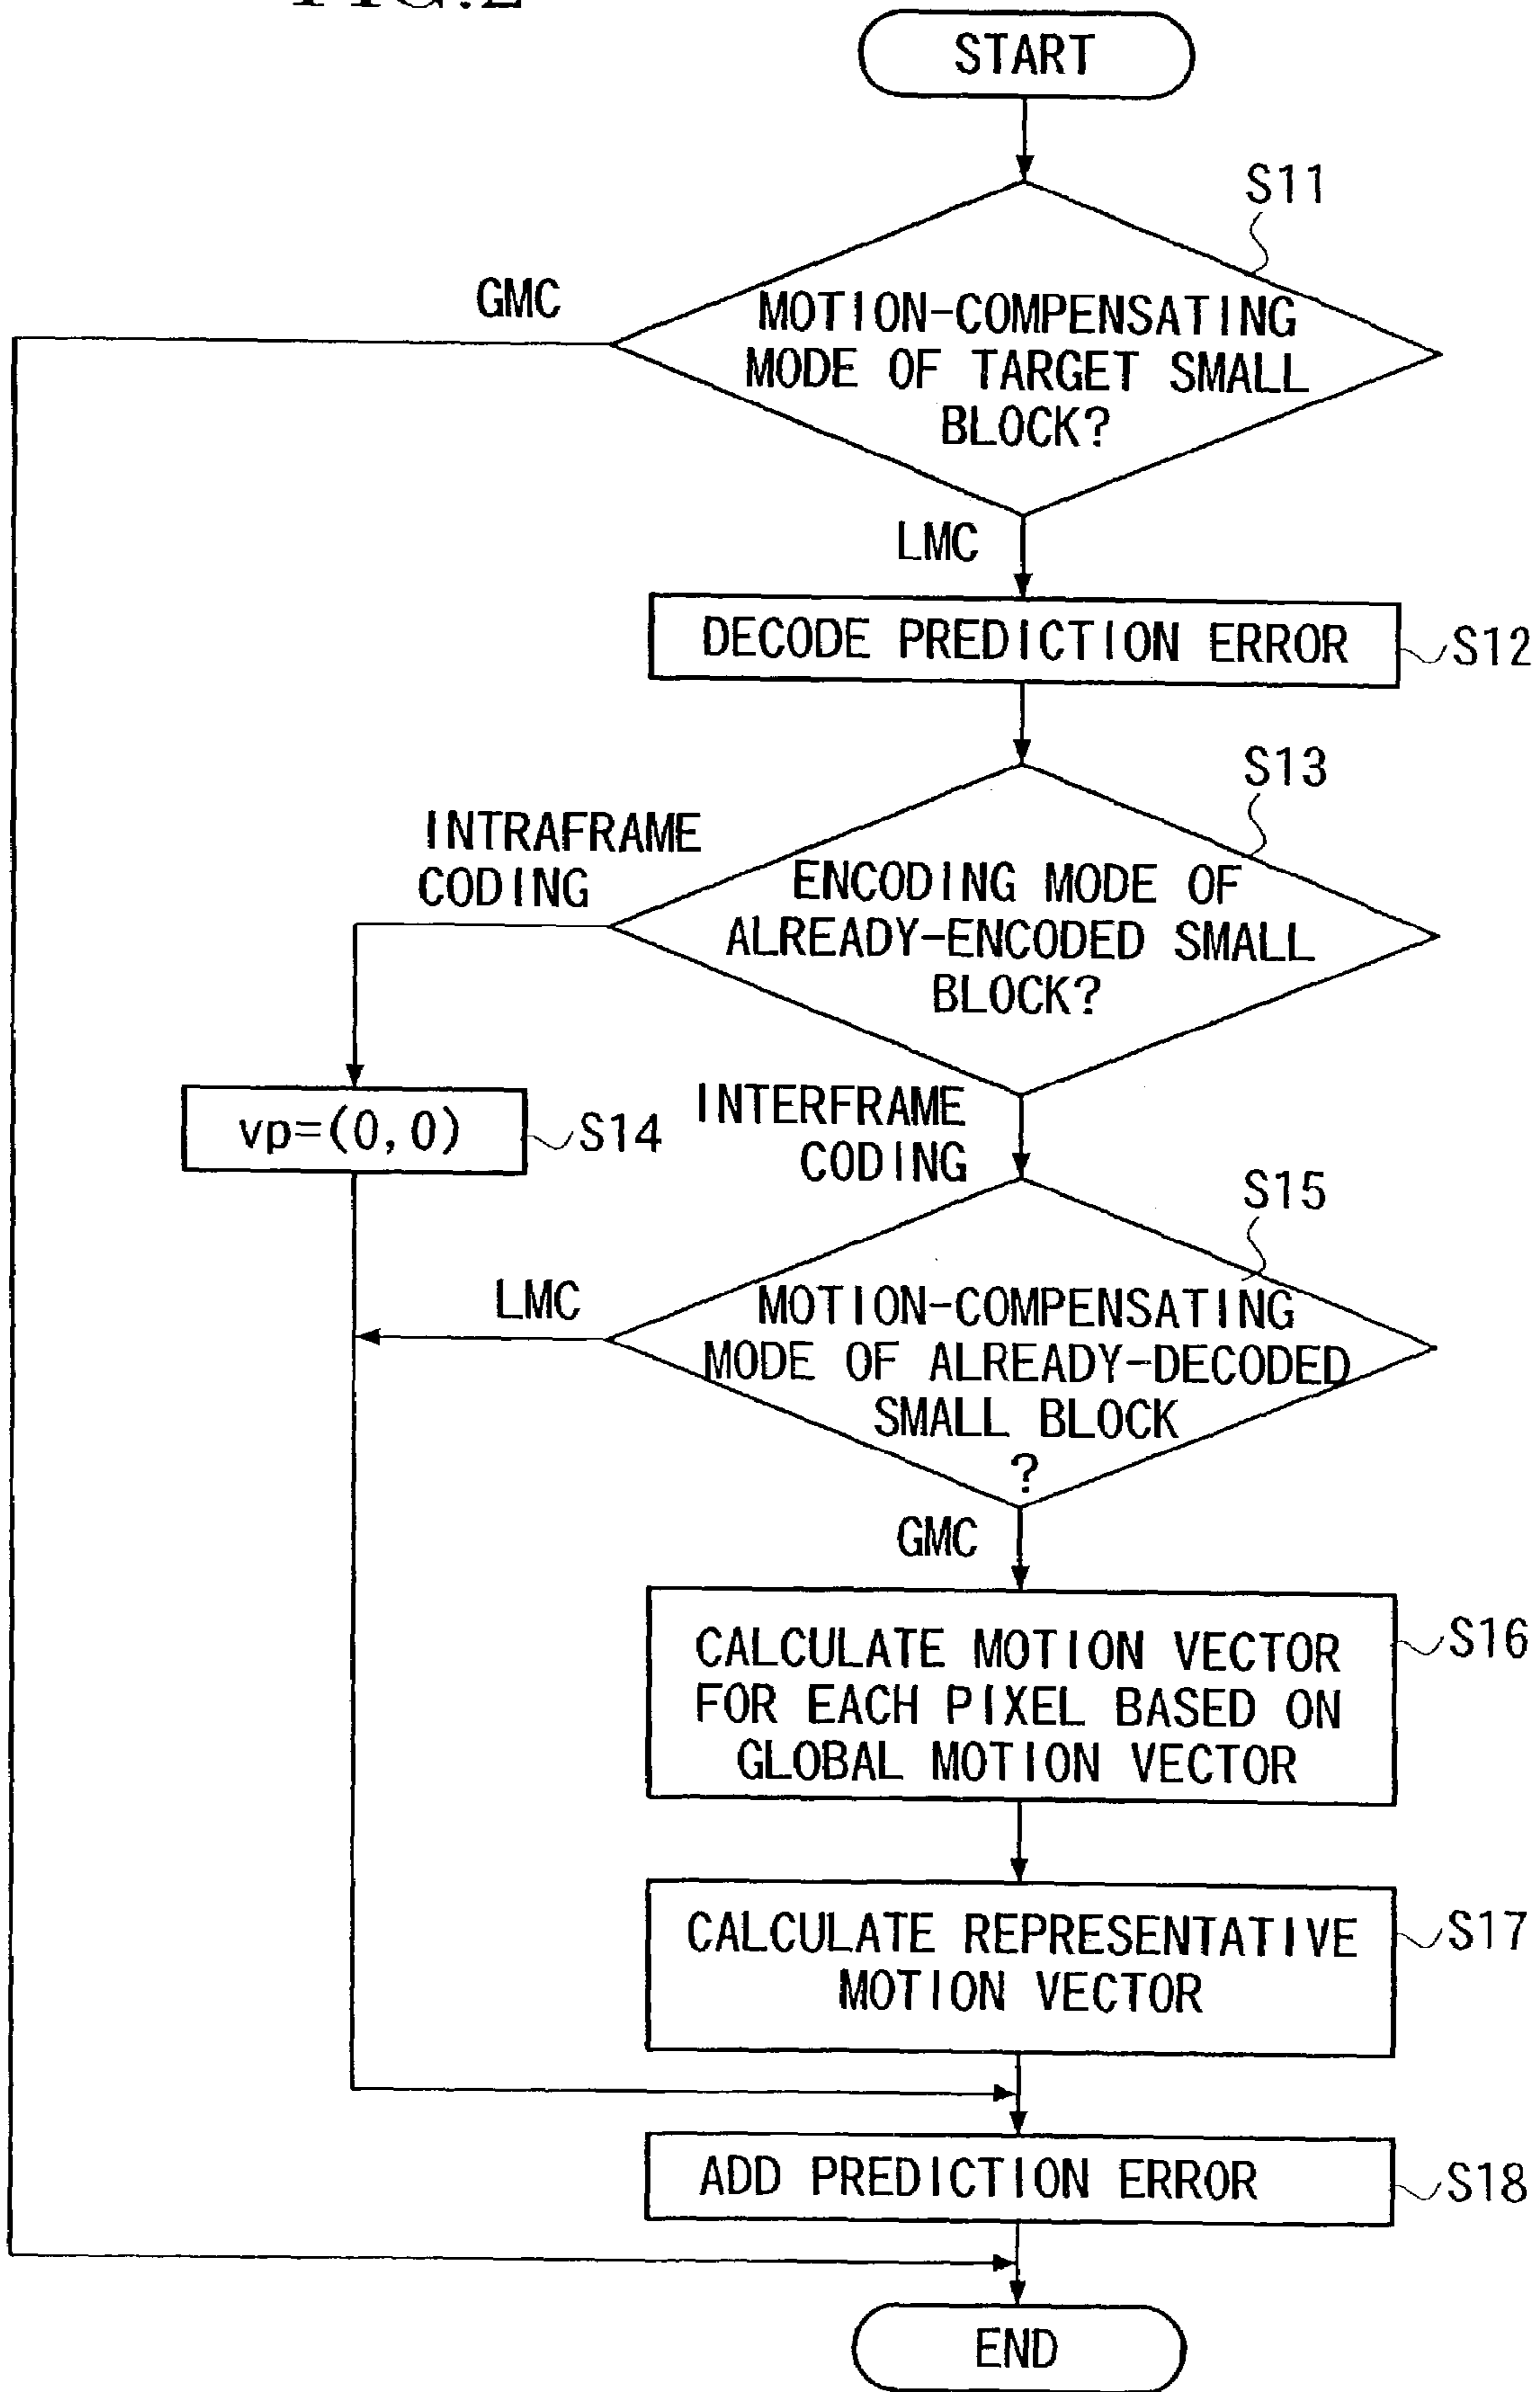 FIG.2
START
S11
GMC
MOTION-COMPENSATING
MODE OF TARGET SMALL
BLOCK?
LMC
DECODE PREDICTION ERROR
S12
S13
INTRAFRAME
CODING
ENCODING MODE OF
ALREADY-ENCODED SMALL
BLOCK?
vp=(0,0)
S14
INTERFRAME
CODING
S15
LMC
MOTION-COMPENSATING
MODE OF ALREADY-DECODED
SMALL BLOCK
?
GMC
CALCULATE MOTION VECTOR
FOR EACH PIXEL BASED ON
GLOBAL MOTION VECTOR
S16
CALCULATE REPRESENTATIVE
MOTION VECTOR
S17
ADD PREDICTION ERROR
S18
END